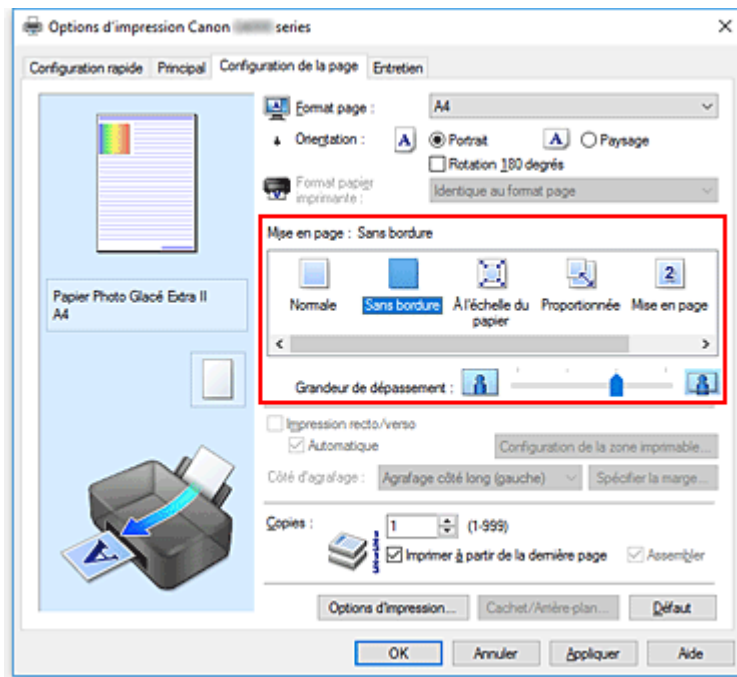 Options d'impression Canon series
Configuration rapide Principal Configuration de la page Entretien
Format page : A4
Orientation : A Portrait A Paysage
Rotation 180 degrés
Format papier
imprimante : Identique au format page
Mise en page : Sans bordure
Normale Sans bordure À l'échelle du
papier Proportionnée Mise en page
Grandeur de dépassement :
Papier Photo Glacé Extra II
A4
Impression recto/verso
Automatique Configuration de la zone imprimable...
Côté d'agrafage : Agrafage côté long (gauche) Spécifier la marge...
Copies : 1 (1-999)
Imprimer à partir de la dernière page Assembler
Options d'impression... Cachet/Arrière-plan... Défaut
OK Annuler Appliquer Aide